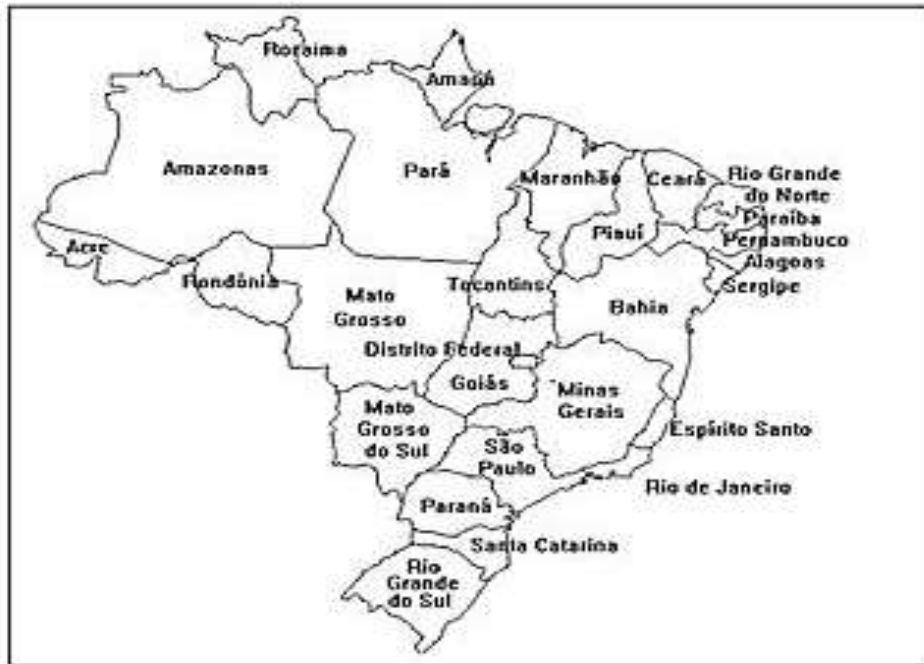 Roraima
Amapá
Amazonas
Pará
Maranhão
Ceará
Rio Grande
do Norte
Paraíba
Piauí
Pernambuco
Acre
Alagoas
Rondônia
Tocantins
Sergipe
Mato
Grosso
Bahia
Distrito Federal
Goiás
Minas
Gerais
Mato
Grosso
do Sul
Espírito Santo
São
Paulo
Rio de Janeiro
Paraná
Santa Catarina
Rio
Grande
do Sul